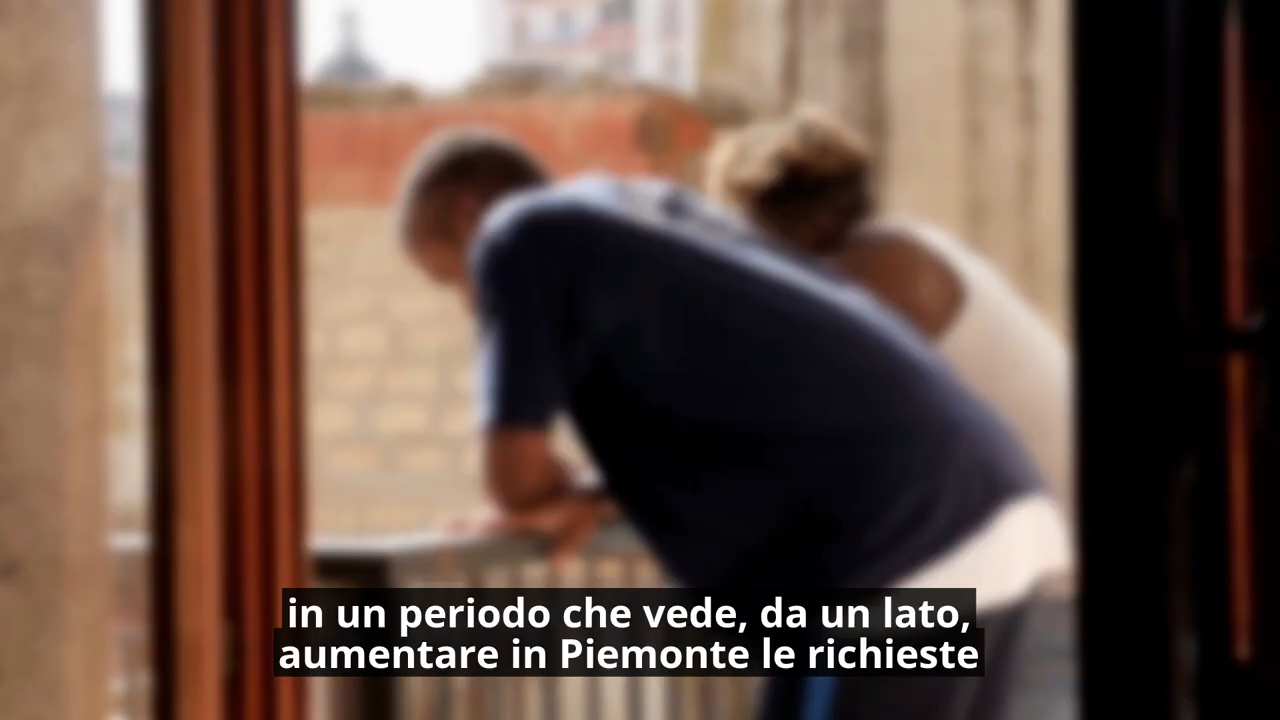 in un periodo che vede, da un lato,
aumentare in Piemonte le richieste